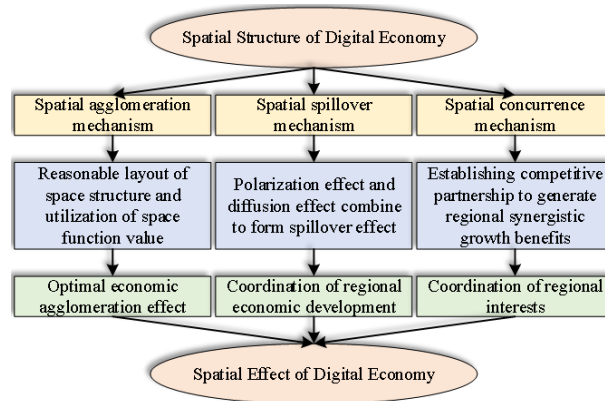 Spatial Structure of Digital Economy
Spatial agglomeration
mechanism
Spatial spillover
mechanism
Spatial concurrence
mechanism
Reasonable layout of
space structure and
utilization of space
function value
Polarization effect and
diffusion effect combine
to form spillover effect
Establishing competitive
partnership to generate
regional synergistic
growth benefits
Optimal economic
agglomeration effect
Coordination of regional
economic development
Coordination of regional
interests
Spatial Effect of Digital Economy